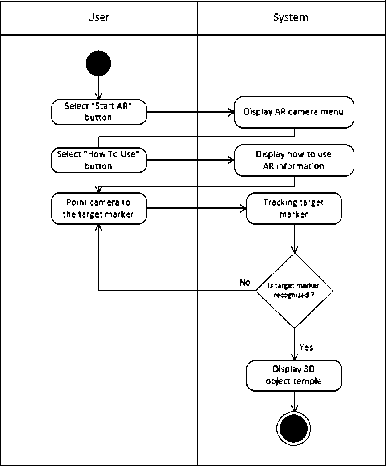 User
System
Select "Start AR"
button
Display AR camera menu
Select "How To Use"
button
Display how to use
AR information
Point camera to
the target marker
Tracking target
marker
Is target marker
recognized?
No
Yes
Display 3D
object temple